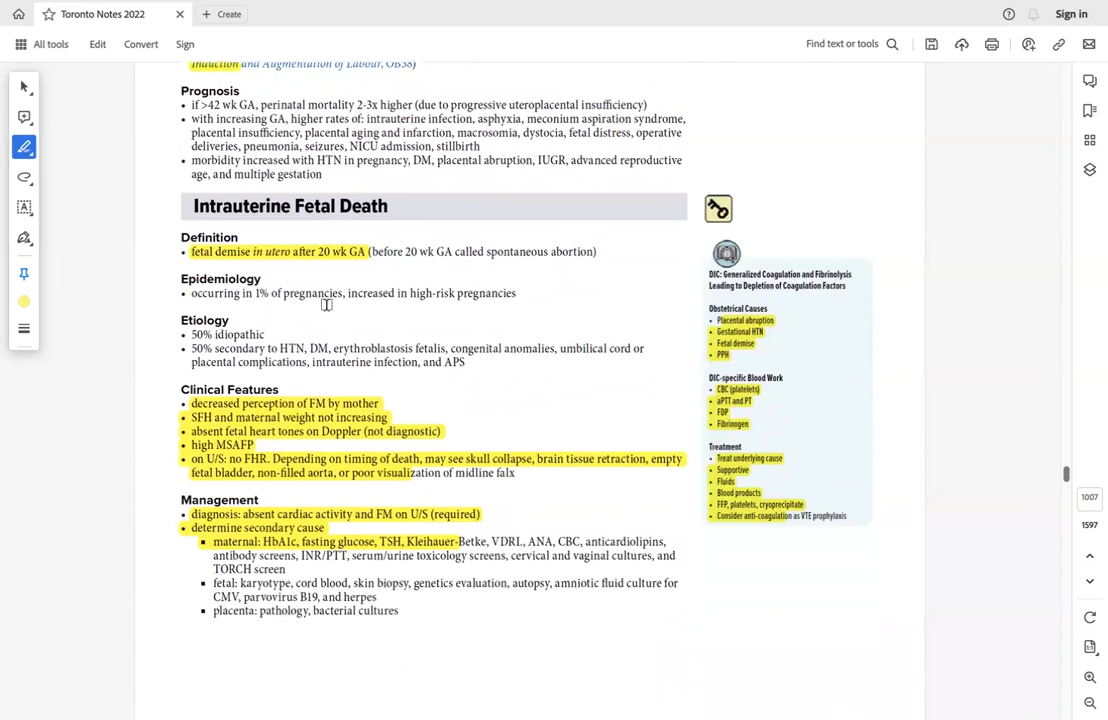 Toronto Notes 2022
Create
Sign in
All tools
Edit
Convert
Sign
Find text or tools
Induction and Augmentation of Labour, OB38)
Prognosis
• if >42 wk GA, perinatal mortality 2-3x higher (due to progressive uteroplacental insufficiency)
• with increasing GA, higher rates of: intrauterine infection, asphyxia, meconium aspiration syndrome,
placental insufficiency, placental aging and infarction, macrosomia, dystocia, fetal distress, operative
deliveries, pneumonia, seizures, NICU admission, stillbirth
• morbidity increased with HTN in pregnancy, DM, placental abruption, IUGR, advanced reproductive
age, and multiple gestation
Intrauterine Fetal Death
Definition
• fetal demise in utero after 20 wk GA (before 20 wk GA called spontaneous abortion)
Epidemiology
• occurring in 1% of pregnancies, increased in high-risk pregnancies
Etiology
• 50% idiopathic
• 50% secondary to HTN, DM, erythroblastosis fetalis, congenital anomalies, umbilical cord or
placental complications, intrauterine infection, and APS
Clinical Features
• decreased perception of FM by mother
• SFH and maternal weight not increasing
• absent fetal heart tones on Doppler (not diagnostic)
• high MSAFP
• on U/S: no FHR. Depending on timing of death, may see skull collapse, brain tissue retraction, empty
fetal bladder, non-filled aorta, or poor visualization of midline falx
Management
• diagnosis: absent cardiac activity and FM on U/S (required)
• determine secondary cause
▪ maternal: HbA1c, fasting glucose, TSH, Kleihauer-Betke, VDRL, ANA, CBC, anticardiolipins,
antibody screens, INR/PTT, serum/urine toxicology screens, cervical and vaginal cultures, and
TORCH screen
▪ fetal: karyotype, cord blood, skin biopsy, genetics evaluation, autopsy, amniotic fluid culture for
CMV, parvovirus B19, and herpes
▪ placenta: pathology, bacterial cultures
DIC: Generalized Coagulation and Fibrinolysis
Leading to Depletion of Coagulation Factors
Obstetrical Causes
• Placental abruption
• Gestational HTN
• Fetal demise
• PPH
DIC-specific Blood Work
• CBC (platelets)
• aPTT and PT
• FDP
• Fibrinogen
Treatment
• Treat underlying cause
• Supportive
• Fluids
• Blood products
• FFP, platelets, cryoprecipitate
• Consider anti-coagulation as VTE prophylaxis
1007
1597